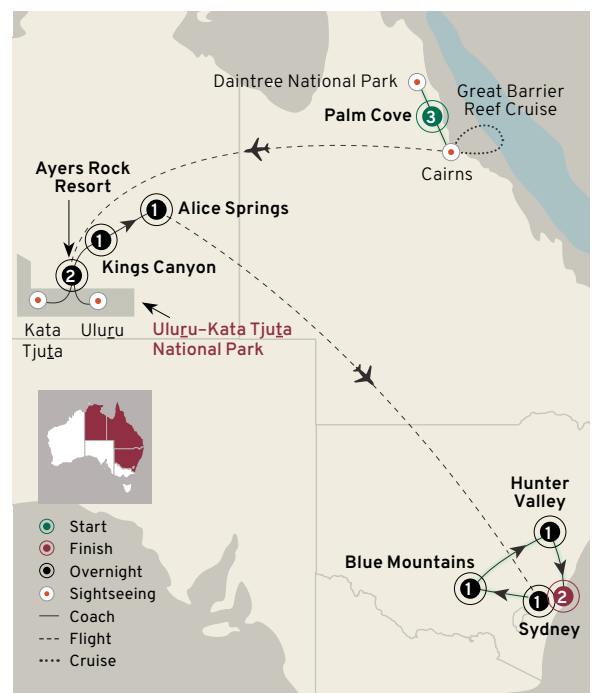 Daintree National Park
Great Barrier
Reef Cruise
Palm Cove
3
Cairns
Ayers Rock
Resort
1
Alice Springs
1
Kings Canyon
2
Kata
Tjuṯa
Uluṟu
Uluṟu–Kata Tjuṯa
National Park
Hunter
Valley
1
Blue Mountains
1
1
2
Sydney
Start
Finish
Overnight
Sightseeing
Coach
Flight
Cruise